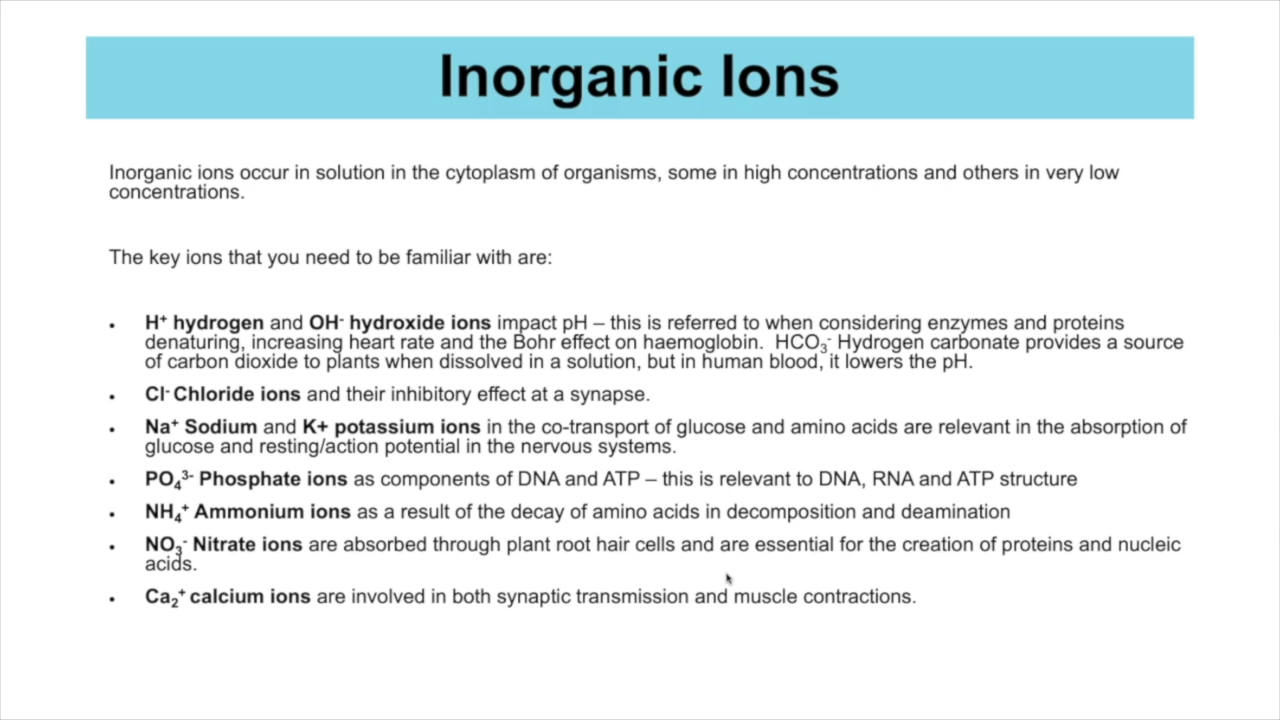 Inorganic Ions
Inorganic ions occur in solution in the cytoplasm of organisms, some in high concentrations and others in very low
concentrations.
The key ions that you need to be familiar with are:
• H⁺ hydrogen and OH⁻ hydroxide ions impact pH – this is referred to when considering enzymes and proteins
denaturing, increasing heart rate and the Bohr effect on haemoglobin. HCO₃⁻ Hydrogen carbonate provides a source
of carbon dioxide to plants when dissolved in a solution, but in human blood, it lowers the pH.
• Cl⁻ Chloride ions and their inhibitory effect at a synapse.
• Na⁺ Sodium and K+ potassium ions in the co-transport of glucose and amino acids are relevant in the absorption of
glucose and resting/action potential in the nervous systems.
• PO₄³⁻ Phosphate ions as components of DNA and ATP – this is relevant to DNA, RNA and ATP structure
• NH₄⁺ Ammonium ions as a result of the decay of amino acids in decomposition and deamination
• NO₃⁻ Nitrate ions are absorbed through plant root hair cells and are essential for the creation of proteins and nucleic
acids.
• Ca₂⁺ calcium ions are involved in both synaptic transmission and muscle contractions.